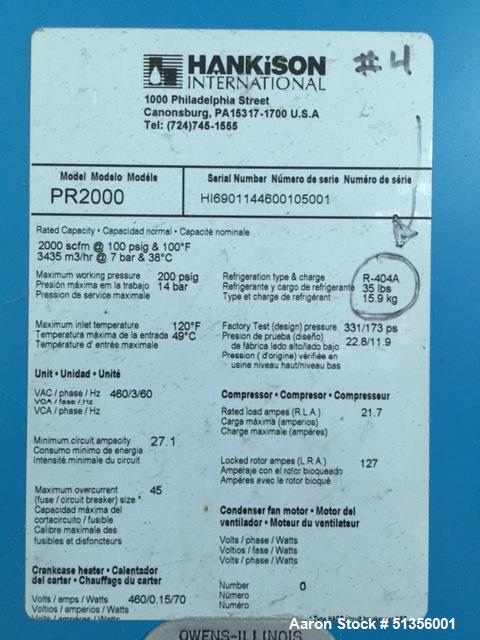 HANKiSON
INTERNATIONAL
#4
1000 Philadelphia Street
Canonsburg, PA15317-1700 U.S.A
Tel: (724)745-1555
Model Modelo Modéle
PR2000
Serial Number Número de serie Numéro de série
HI6901144600105001
Rated Capacity • Capacidad normal • Capacite nominale
2000 scfm @ 100 psig & 100°F
3435 m3/hr @ 7 bar & 38°C
Maximum working pressure 200 psig
Presión máxima em la trabajo 14 bar
Pression de service maximale
Refrigeration type & charge R-404A
Refrigerante y cargo de refrigerante 35 lbs
Type et charge de refrigérant 15.9 kg
Maximum inlet temperature 120°F
Temperatura máxima de la entrada 49°C
Température d' entrée maximale
Factory Test (design) pressure 331/173 ps
Presion de prueba (diseño) 22.8/11.9
de fábrica lado alto/lado bajo
Pression ( d'origine) vérifiée en
usine niveau haut/niveau bas
Unit • Unidad • Unité
VAC / phase / Hz 460/3/60
VOA / fase / Hz
VCA / phase / Hz
Minimum circuit ampacity 27.1
Consumo minimo de energia
Intensité minimale du circuit
Maximum overcurrent 45
(fuse / circuit breaker) size *
Capacidad máxima del
cortacircuito / fusible
Calibre maximale des
fusibles et disfoncteurs
Crankcase heater • Calentador
del carter • Chauffage du carter
Volts / amps / Watts 460/0.15/70
Voltios / amperios / Watts
Compressor • Compresor • Compresseur
Rated load ampes (R.L.A.) 21.7
Carga máxima (amperios)
Charge maximale (ampéres)
Locked rotor ampes (L.R.A.) 127
Amperaje con el rotor bioqueado
Ampéres avec le rotor bioqué
Condenser fan motor • Motor del
ventilador • Moteur du ventilateur
Volts / phase / Watts
Voltios / fase / Watts
Volts / phase / Watts
Number 0
Número
Numéro
OWENS-ILLINOIS
Aaron Stock # 51356001